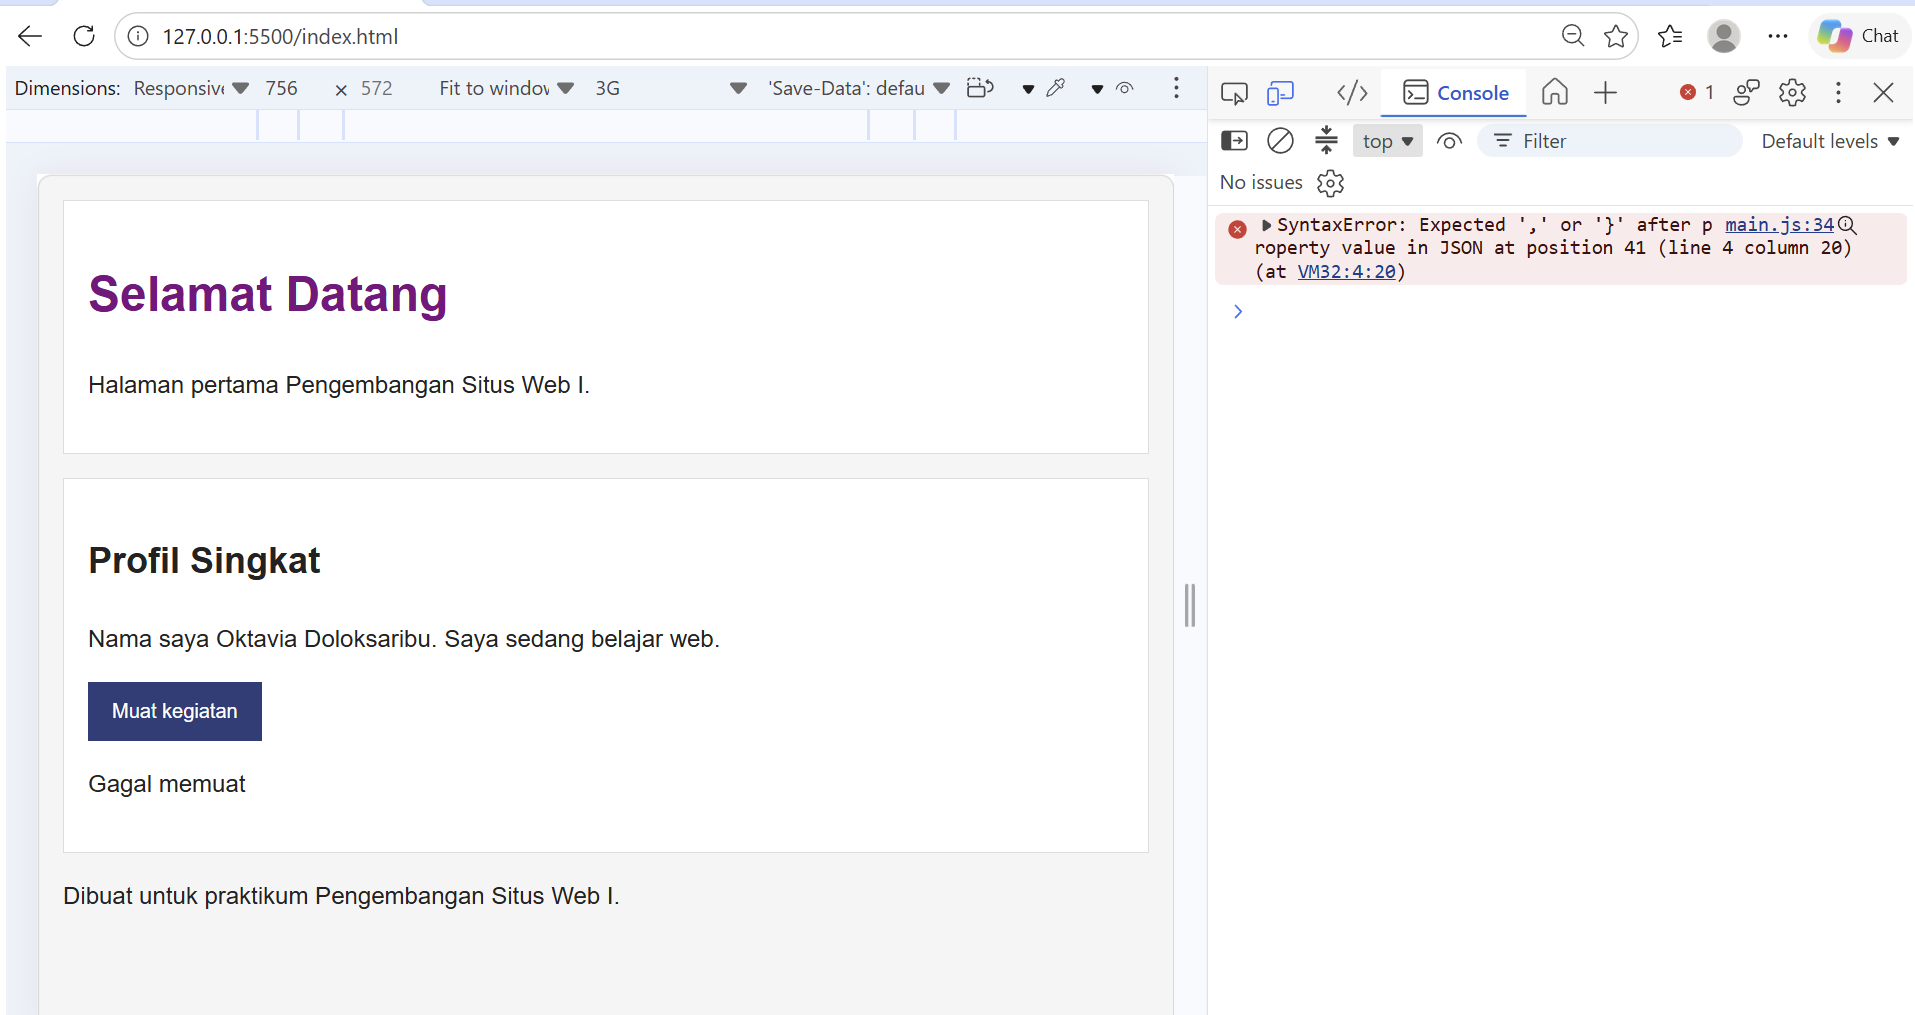 127.0.0.1:5500/index.html
Chat
Dimensions: Responsive 756 × 572 Fit to window 3G 'Save-Data': defau
Console
1
top
Filter
Default levels
No issues
Selamat Datang
Halaman pertama Pengembangan Situs Web I.
Profil Singkat
Nama saya Oktavia Doloksaribu. Saya sedang belajar web.
Muat kegiatan
Gagal memuat
Dibuat untuk praktikum Pengembangan Situs Web I.
SyntaxError: Expected ',' or '}' after p main.js:34
roperty value in JSON at position 41 (line 4 column 20)
(at VM32:4:20)